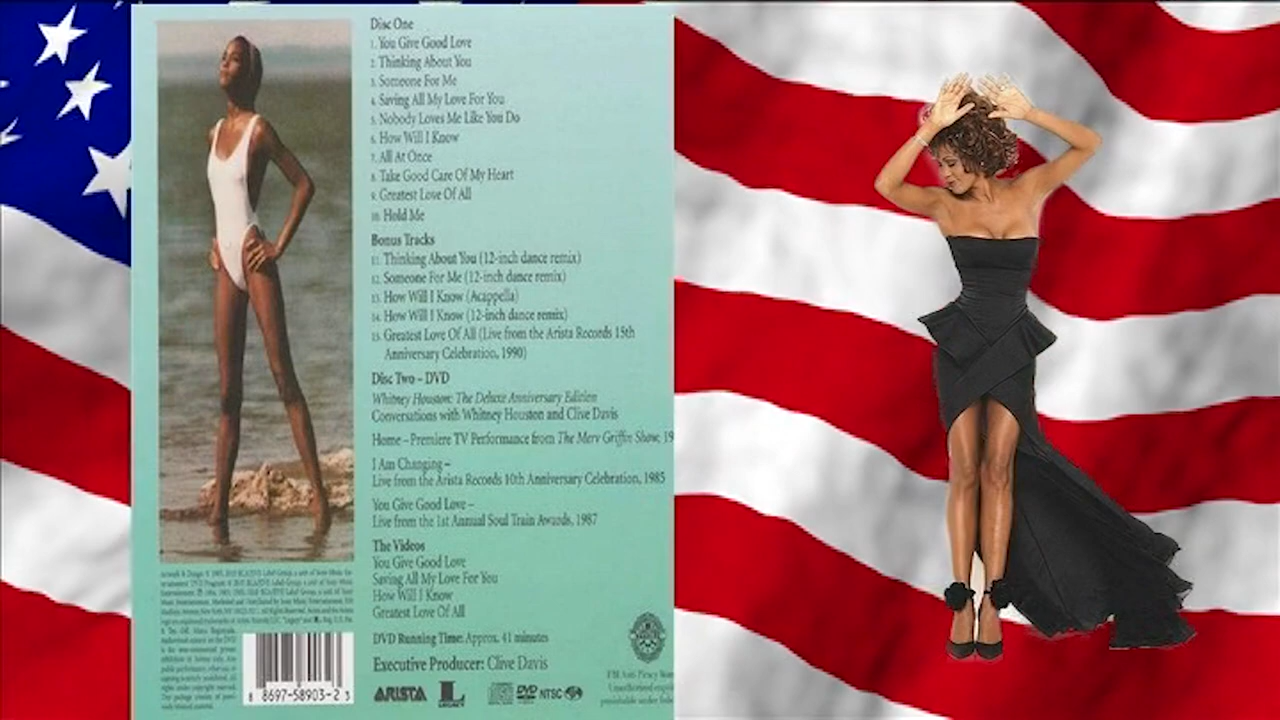 Disc One
1. You Give Good Love
2. Thinking About You
3. Someone For Me
4. Saving All My Love For You
5. Nobody Loves Me Like You Do
6. How Will I Know
7. All At Once
8. Take Good Care Of My Heart
9. Greatest Love Of All
10. Hold Me
Bonus Tracks
11. Thinking About You (12-inch dance remix)
12. Someone For Me (12-inch dance remix)
13. How Will I Know (Acappella)
14. How Will I Know (12-inch dance remix)
15. Greatest Love Of All (Live from the Arista Records 15th
Anniversary Celebration, 1990)
Disc Two – DVD
Whitney Houston: The Deluxe Anniversary Edition
Conversations with Whitney Houston and Clive Davis
Home – Premiere TV Performance from The Merv Griffin Show, 19
I Am Changing –
Live from the Arista Records 10th Anniversary Celebration, 1985
You Give Good Love –
Live from the 1st Annual Soul Train Awards, 1987
The Videos
You Give Good Love
Saving All My Love For You
How Will I Know
Greatest Love Of All
DVD Running Time: Approx. 41 minutes
Executive Producer: Clive Davis
8 8697-58903-2 5
ARISTA L LEGACY DVD NTSC